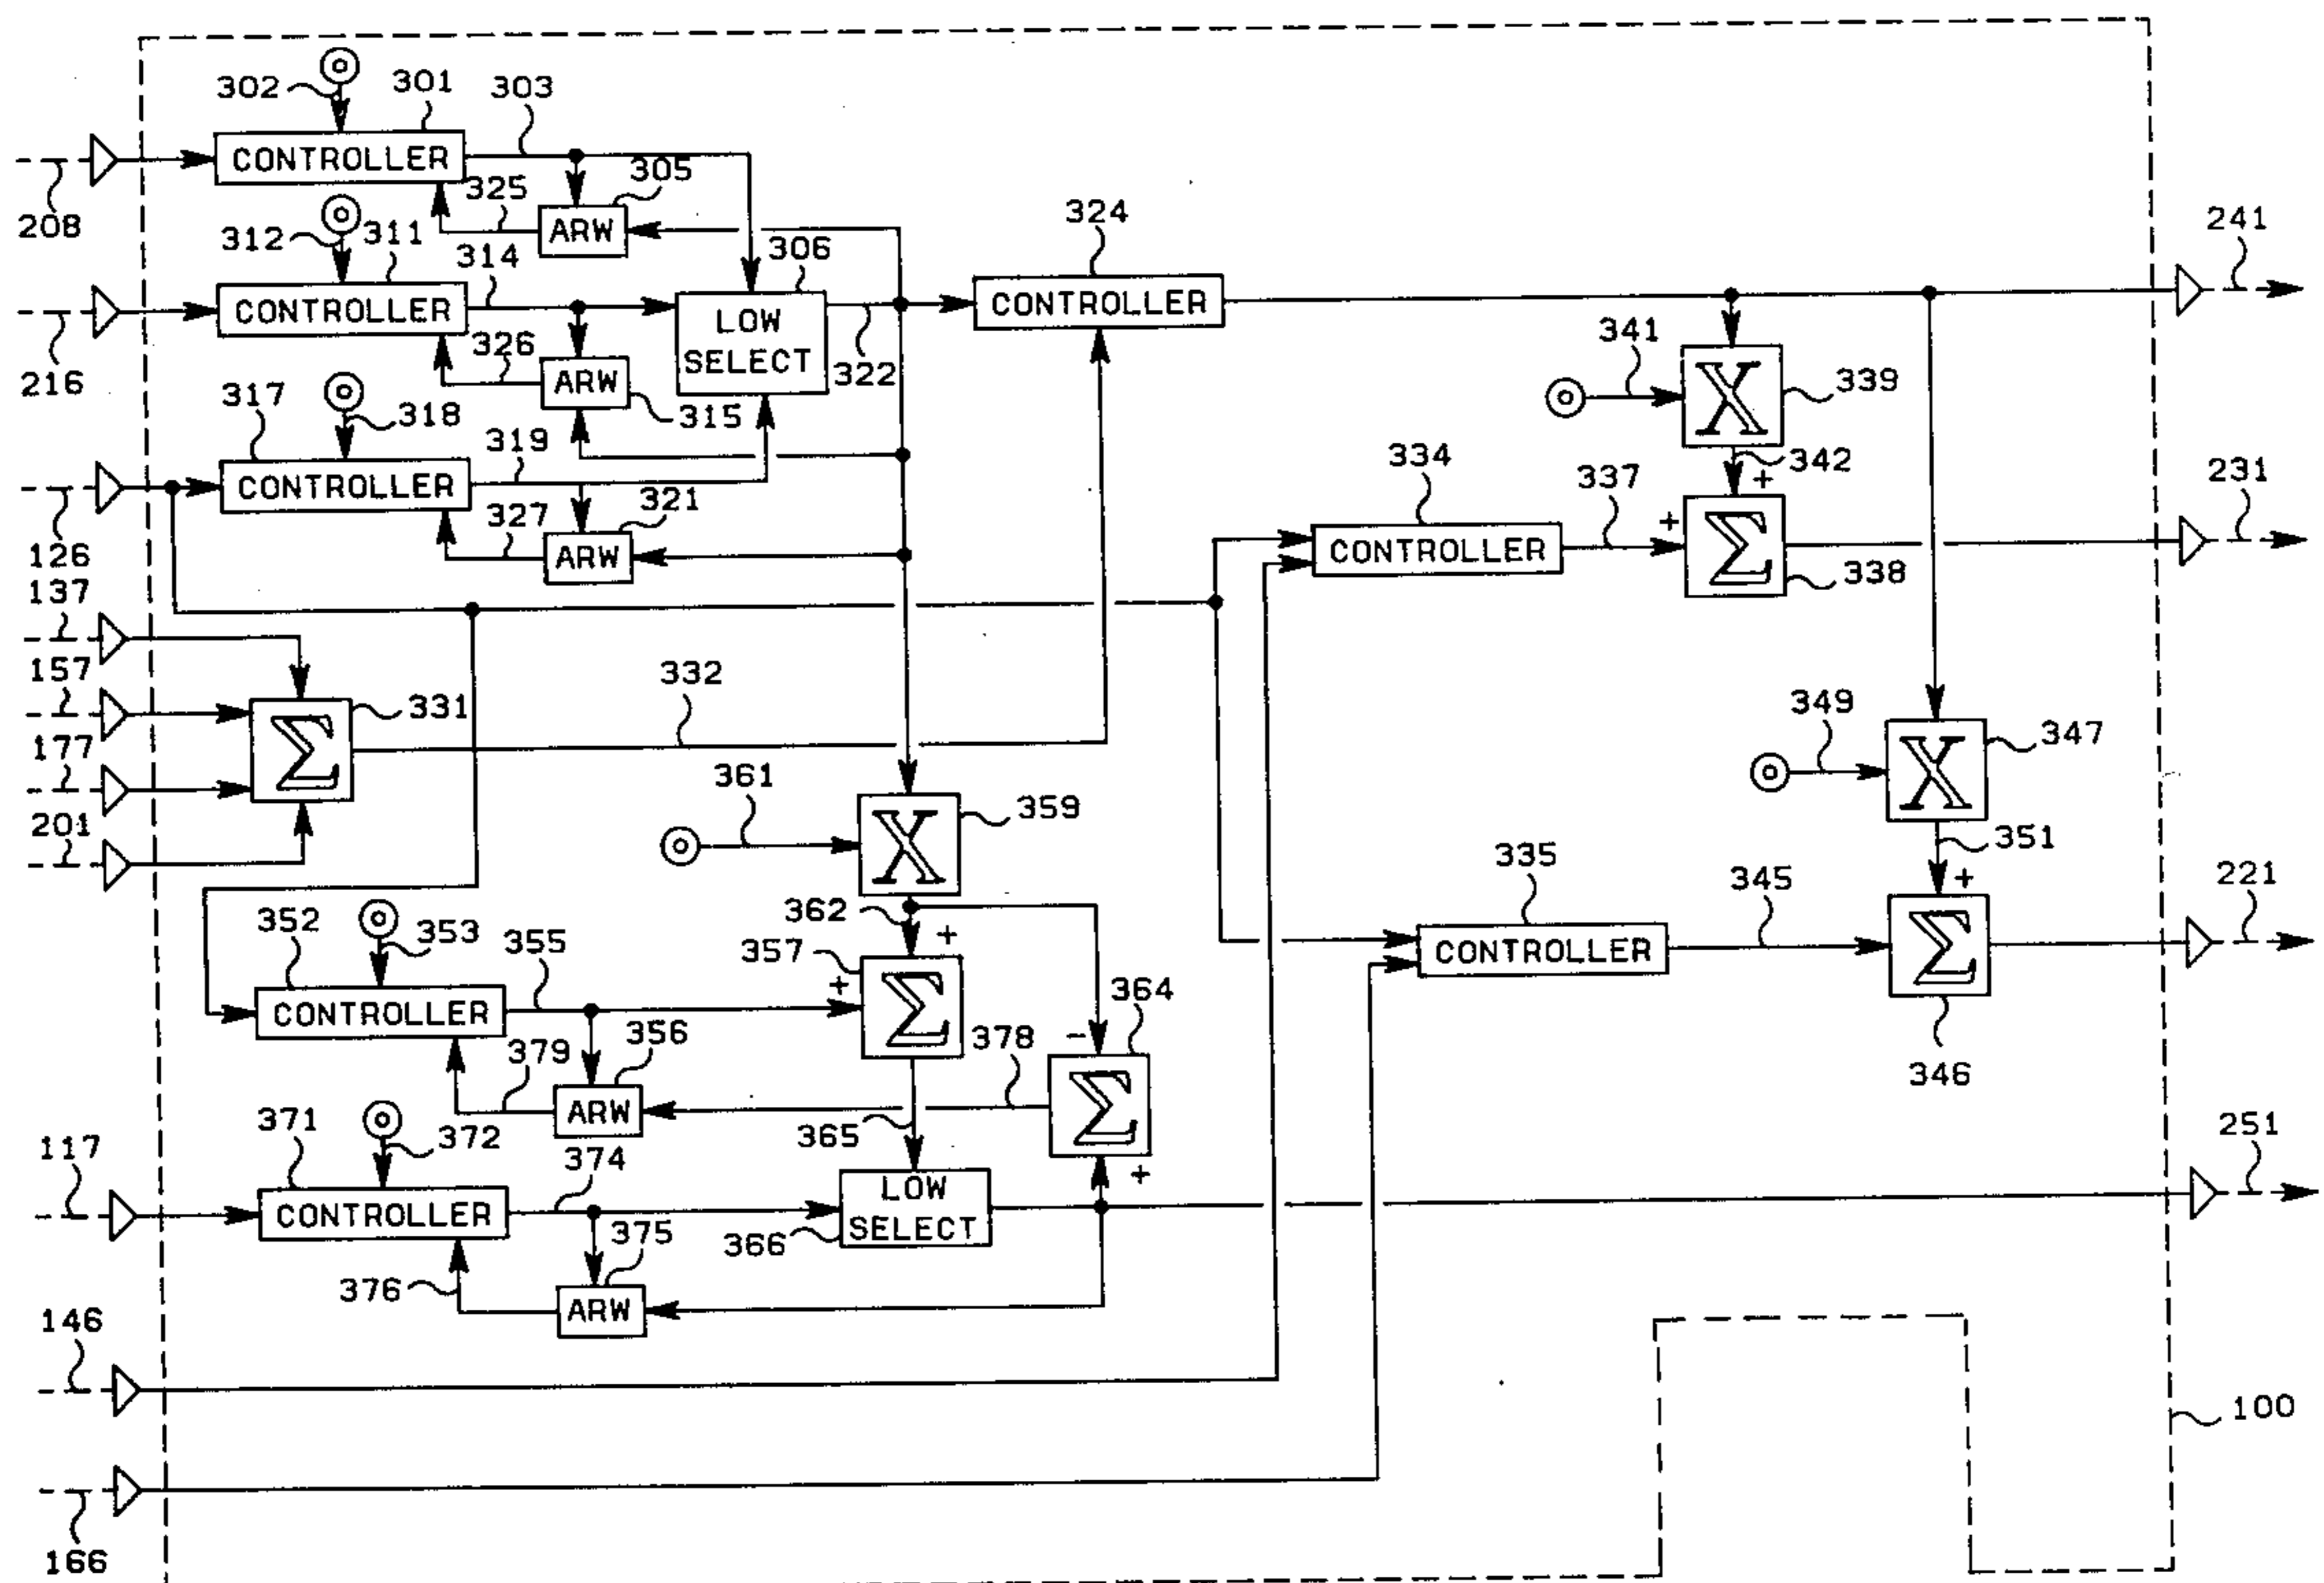 302
301
303
CONTROLLER
305
208
325
ARW
324
241
312
311
314
306
216
CONTROLLER
LOW
SELECT
CONTROLLER
341
X
339
326
ARW
322
317
318
315
319
342
+
126
CONTROLLER
321
334
337
231
327
ARW
CONTROLLER
+
Σ
338
137
157
332
331
Σ
349
X
347
177
361
359
X
201
351
335
345
+
221
352
353
355
362
+
357
+
Σ
CONTROLLER
Σ
346
364
CONTROLLER
378
-
379
356
ARW
Σ
365
371
372
374
+
251
117
CONTROLLER
LOW
SELECT
366
375
376
ARW
146
100
166